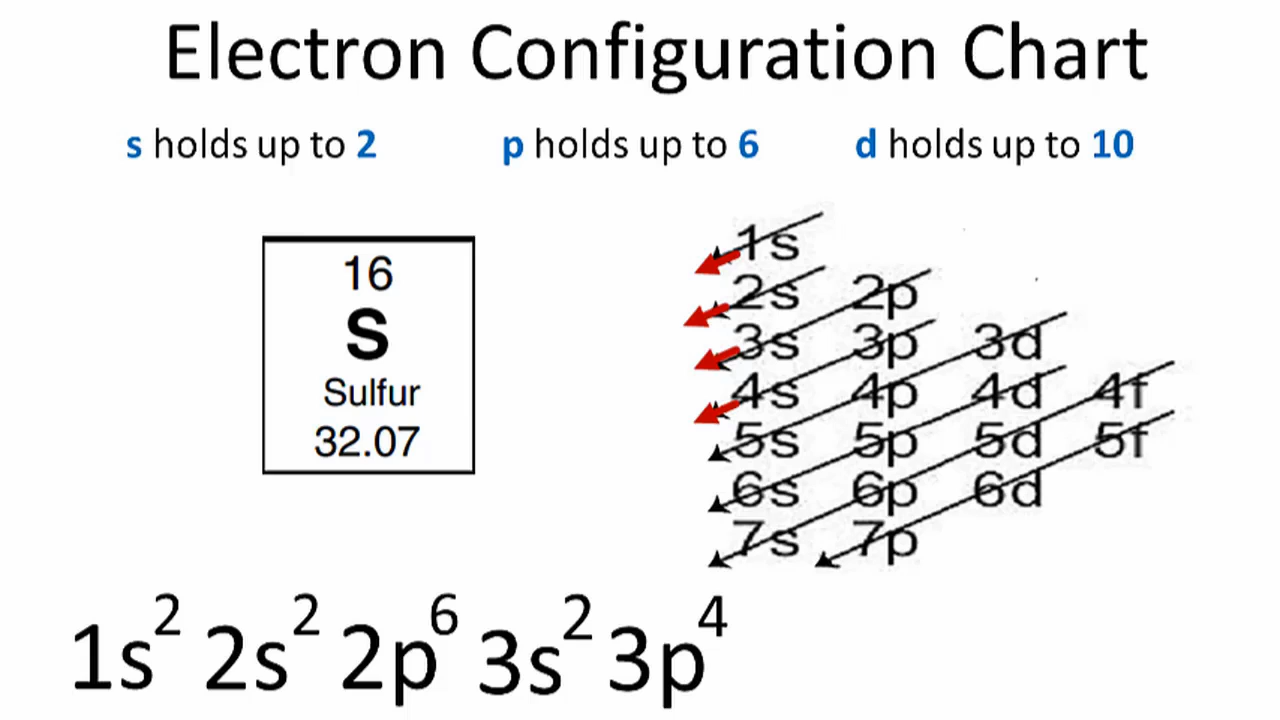 Electron Configuration Chart
s holds up to 2 p holds up to 6 d holds up to 10
16
S
Sulfur
32.07
1s
2s 2p
3s 3p 3d
4s 4p 4d 4f
5s 5p 5d 5f
6s 6p 6d
7s 7p
1s² 2s² 2p⁶ 3s² 3p⁴